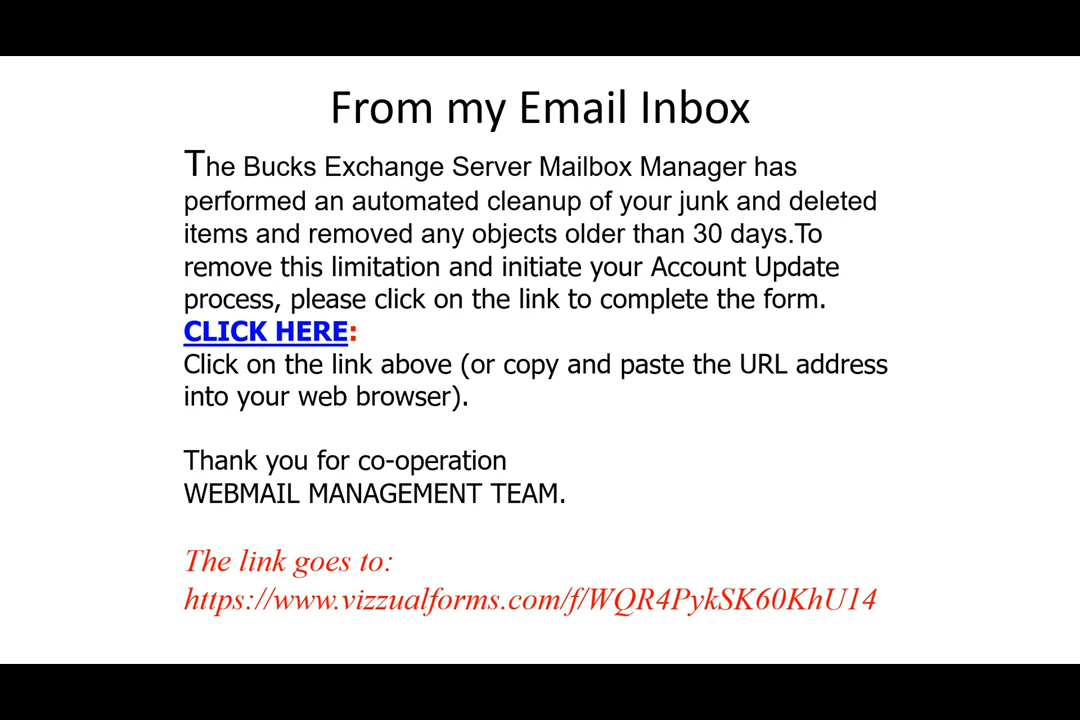 From my Email Inbox
The Bucks Exchange Server Mailbox Manager has
performed an automated cleanup of your junk and deleted
items and removed any objects older than 30 days.To
remove this limitation and initiate your Account Update
process, please click on the link to complete the form.
CLICK HERE:
Click on the link above (or copy and paste the URL address
into your web browser).
Thank you for co-operation
WEBMAIL MANAGEMENT TEAM.
The link goes to:
https://www.vizzualforms.com/f/WQR4PykSK60KhU14